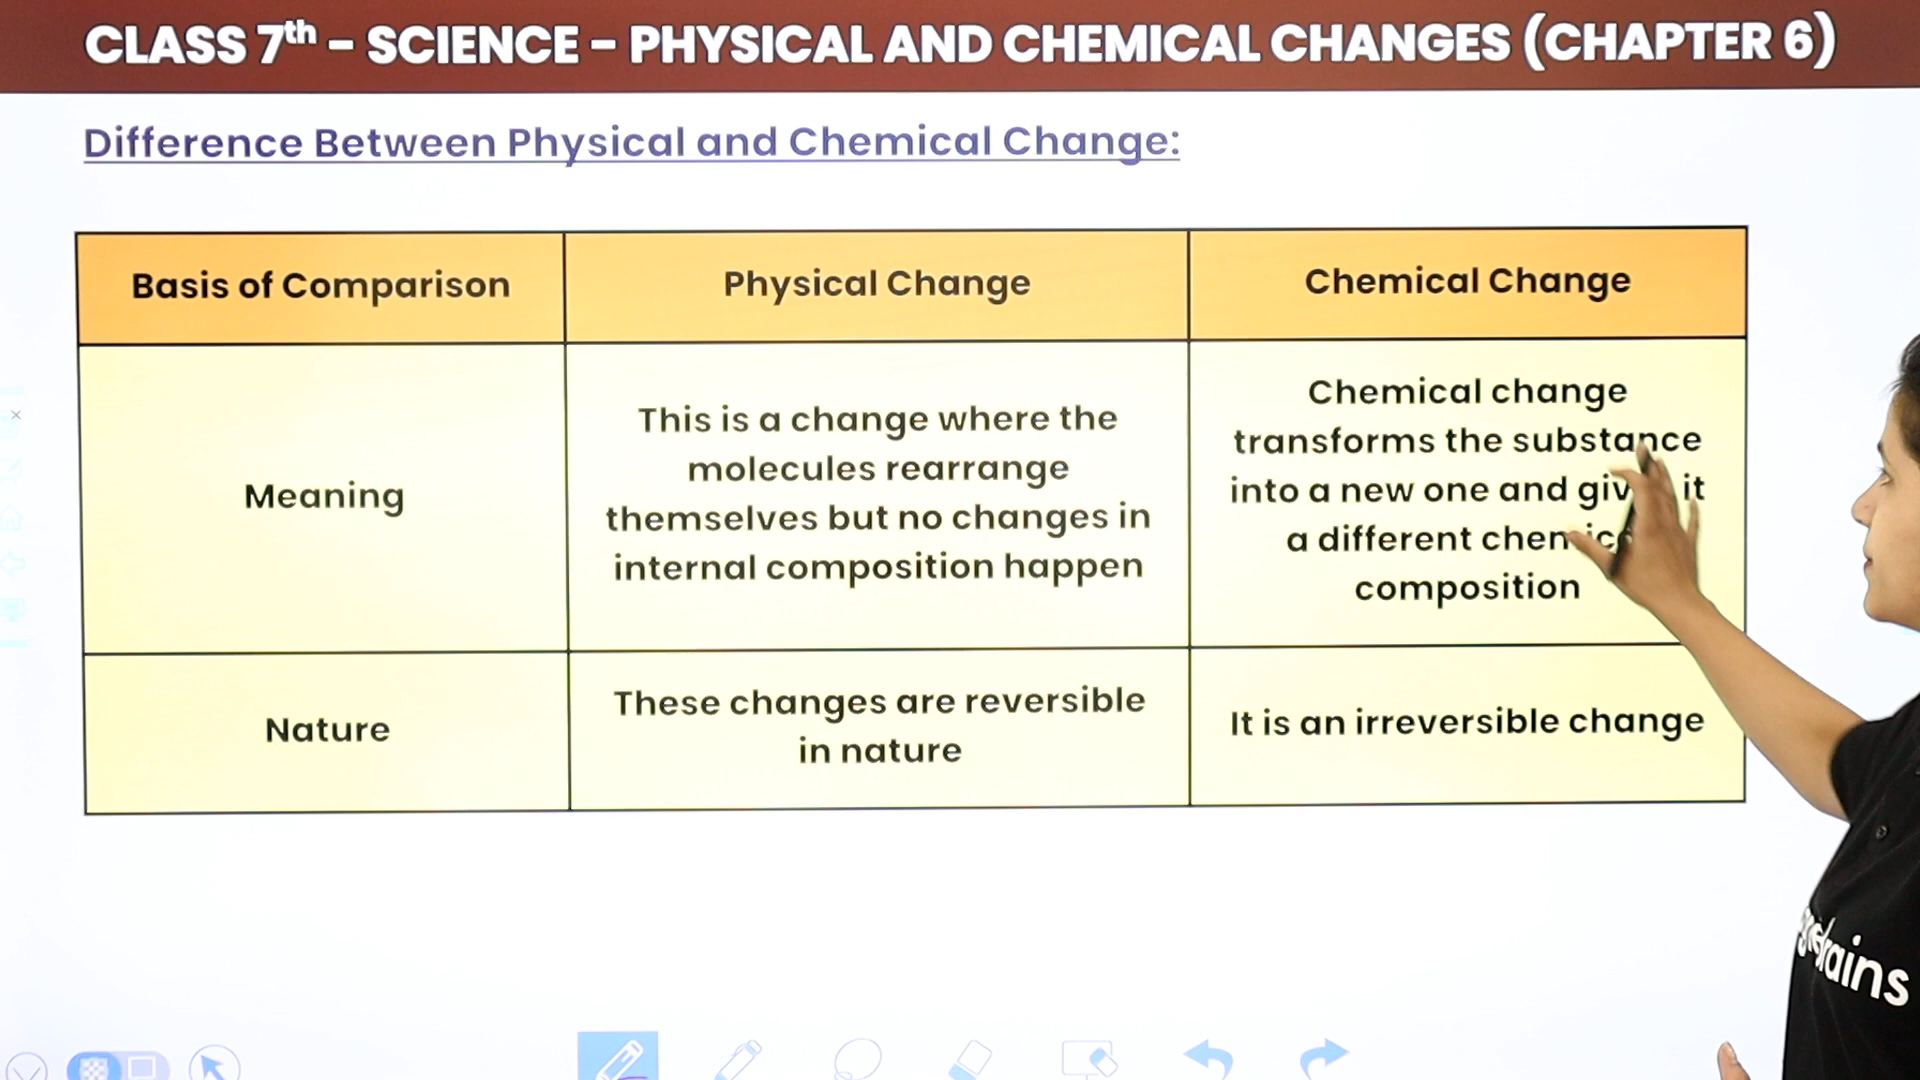 CLASS 7th – SCIENCE – PHYSICAL AND CHEMICAL CHANGES (CHAPTER 6)
Difference Between Physical and Chemical Change:
Basis of Comparison
Physical Change
Chemical Change
Meaning
This is a change where the
molecules rearrange
themselves but no changes in
internal composition happen
Chemical change
transforms the substance
into a new one and it
a different
composition
Nature
These changes are reversible
in nature
It is an irreversible change